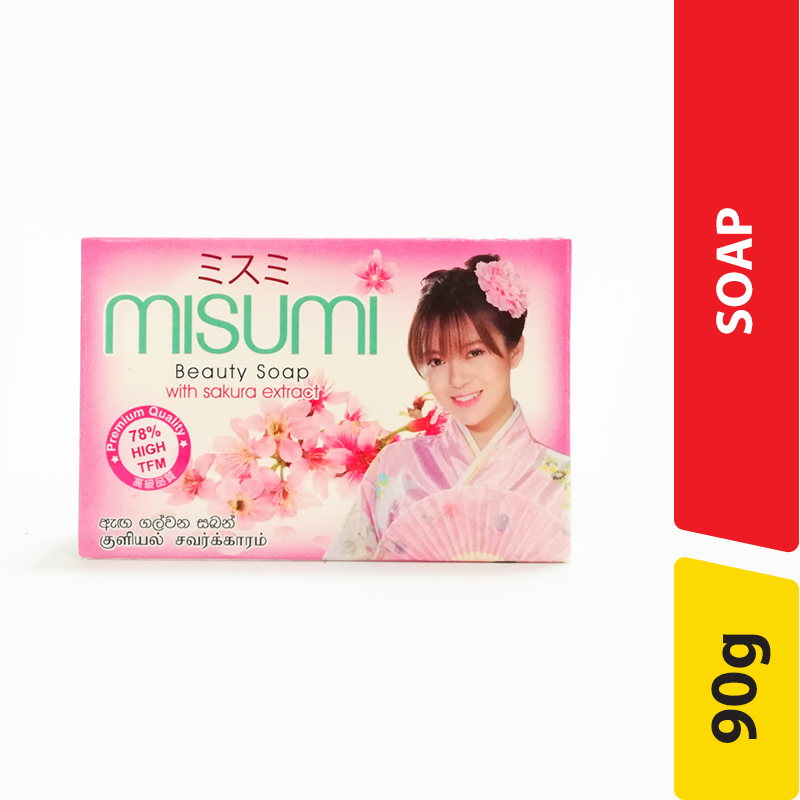 ミスミ
misumi
Beauty Soap
with sakura extract
Premium Quality
78%
HIGH
TFM
高級品質
ඇඟ ගල්වන සබන්
குளியல் சவர்க்காரம்
SOAP
90g